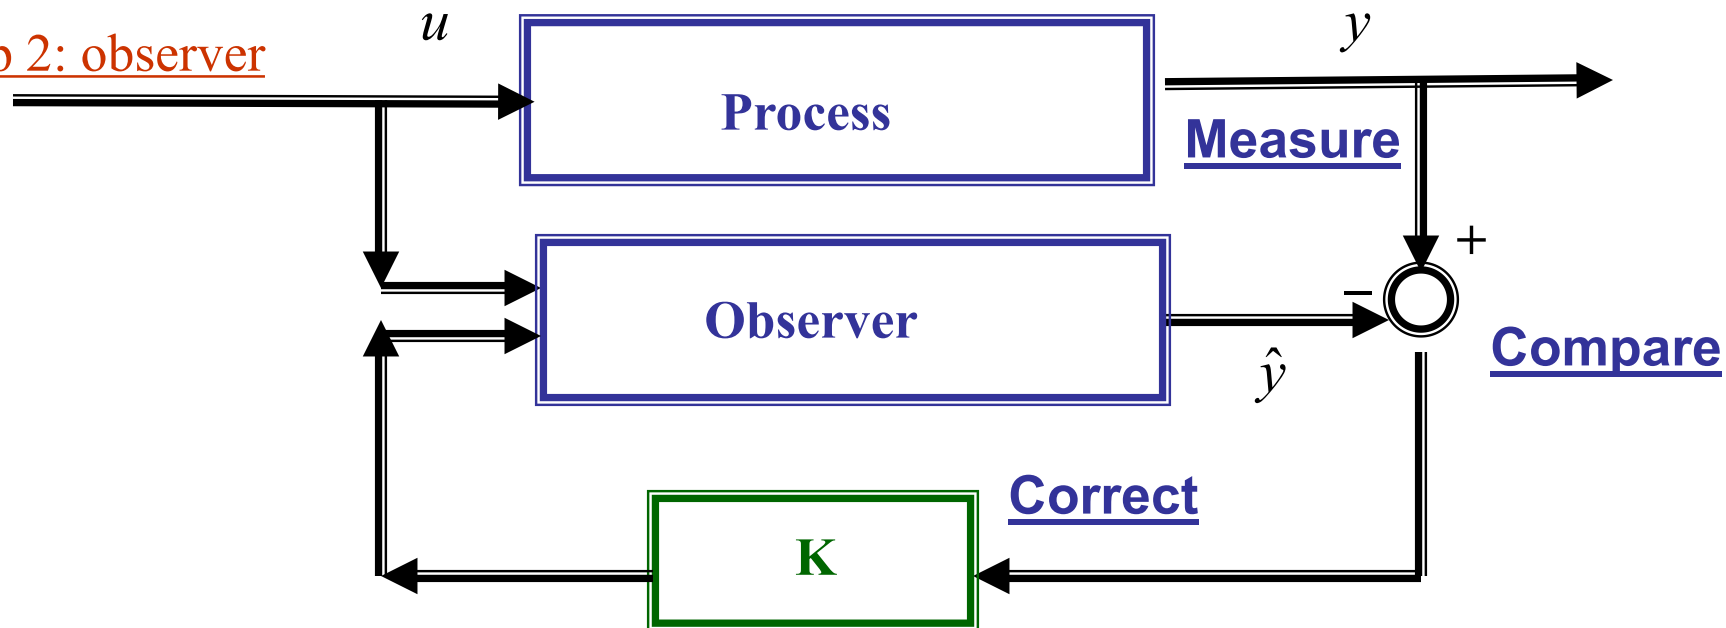 u
y
2: observer
Process
Measure
+
Observer
−
ŷ
Compare
Correct
K